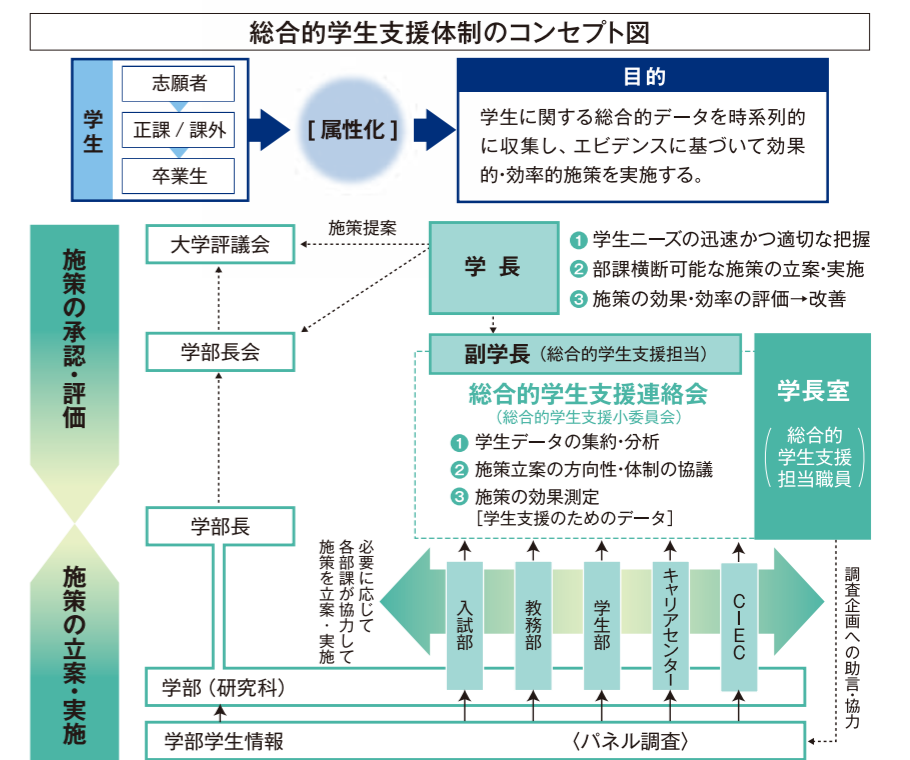 総合的学生支援体制のコンセプト図
学生
志願者
正課 / 課外
卒業生
[ 属性化 ]
目的
学生に関する総合的データを時系列的
に収集し、エビデンスに基づいて効果
的・効率的施策を実施する。
施策の承認・評価
施策の立案・実施
大学評議会
施策提案
学長
❶ 学生ニーズの迅速かつ適切な把握
❷ 部課横断可能な施策の立案・実施
❸ 施策の効果・効率の評価→改善
学部長会
副学長（総合的学生支援担当）
総合的学生支援連絡会
（総合的学生支援小委員会）
❶ 学生データの集約・分析
❷ 施策立案の方向性・体制の協議
❸ 施策の効果測定
［学生支援のためのデータ］
学長室
（総合的
学生支援
担当職員）
学部長
必要に応じて
各部課が協力して
施策を立案・実施
入試部
教務部
学生部
キャリアセンター
CIEC
調査企画への助言・協力
学部（研究科）
学部学生情報
〈パネル調査〉